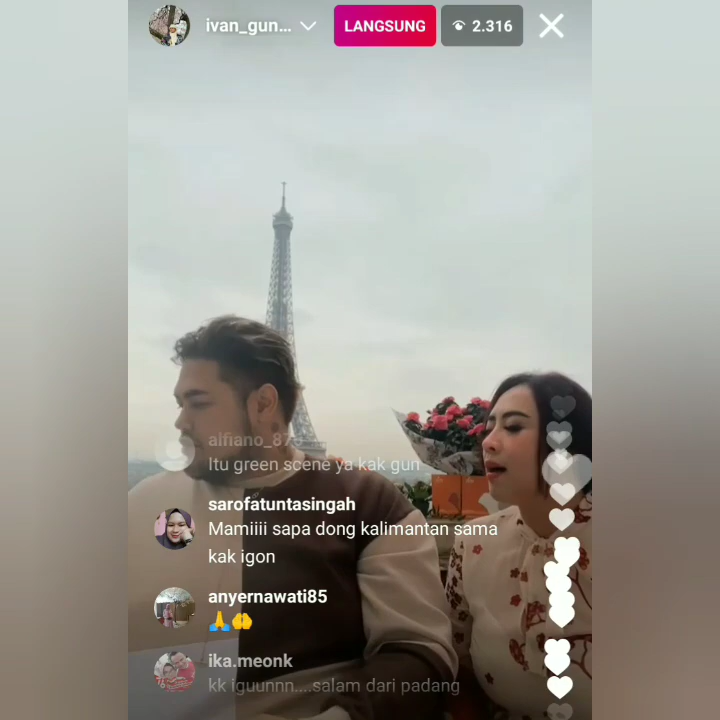 ivan_gun...
LANGSUNG
2.316
alfiano_875
Itu green scene ya kak gun
sarofatuntasingah
Mamiiii sapa dong kalimantan sama
kak igon
anyernawati85
ika.meonk
kk iguunnn....salam dari padang